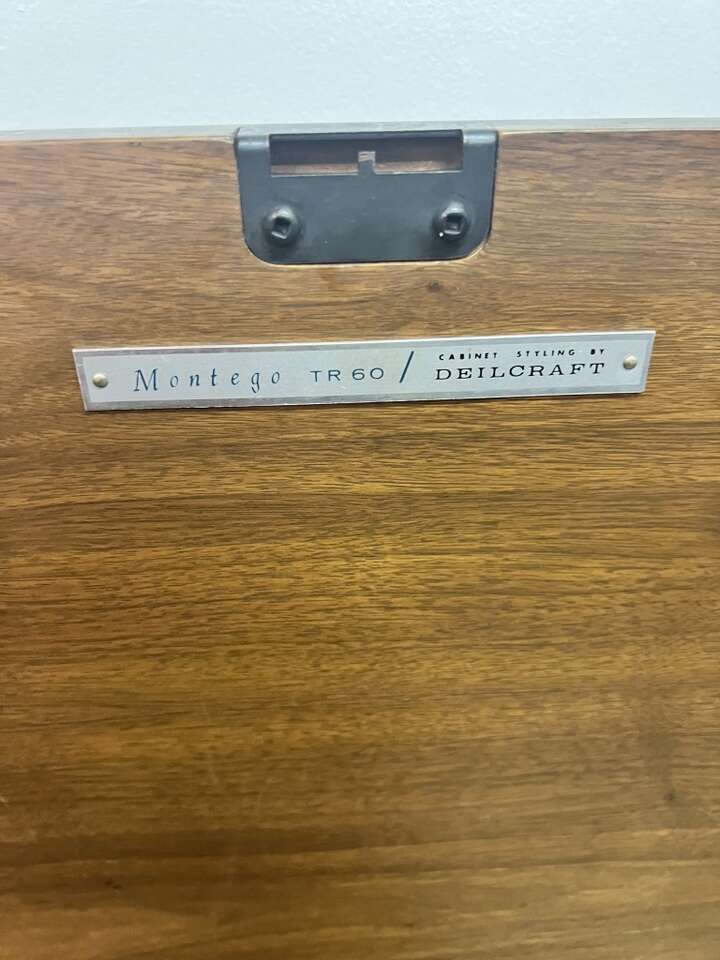 Montego TR60 / CABINET STYLING BY
DEILCRAFT